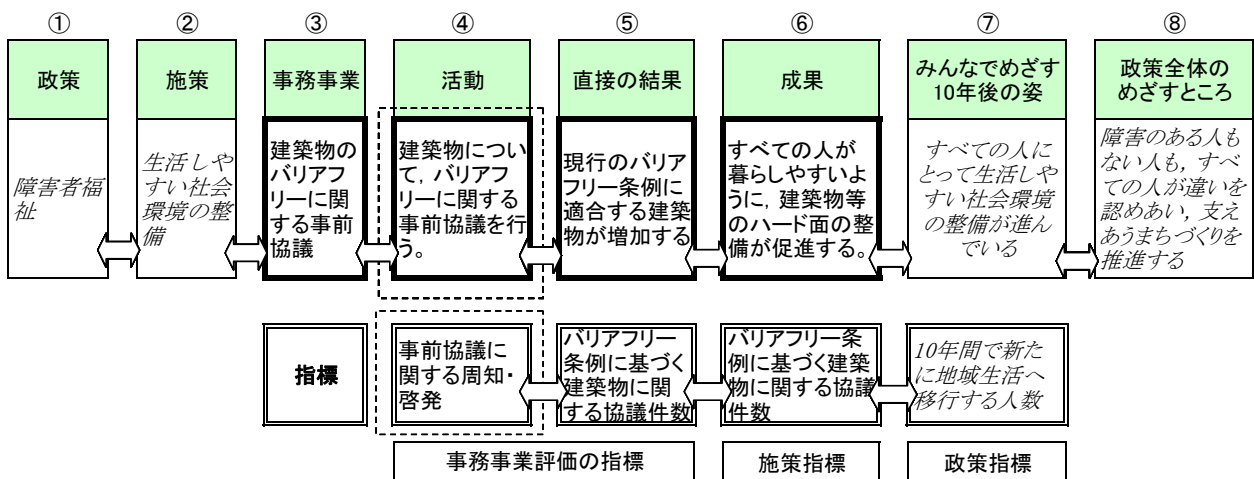 ①
②
③
④
⑤
⑥
⑦
⑧
政策
施策
事務事業
活動
直接の結果
成果
みんなでめざす
10年後の姿
政策全体の
めざすところ
障害者福
祉
生活しや
すい社会
環境の整
備
建築物の
バリアフ
リーに関
する事前
協議
建築物につい
て,バリアフ
リーに関する
事前協議を行
う。
現行のバリア
フリー条例に
適合する建築
物が増加する
すべての人が
暮らしやすいよ
うに,建築物等
のハード面の整
備が促進する。
すべての人に
とって生活しや
すい社会環境
の整備が進ん
でいる
障害のある人も
ない人も,すべ
ての人が違いを
認めあい,支え
あうまちづくりを
推進する
指標
事前協議に
関する周知・
啓発
バリアフリー
条例に基づく
建築物に関
する協議件数
バリアフリー条
例に基づく建築
物に関する協議
件数
10年間で新た
に地域生活へ
移行する人数
事務事業評価の指標
施策指標
政策指標